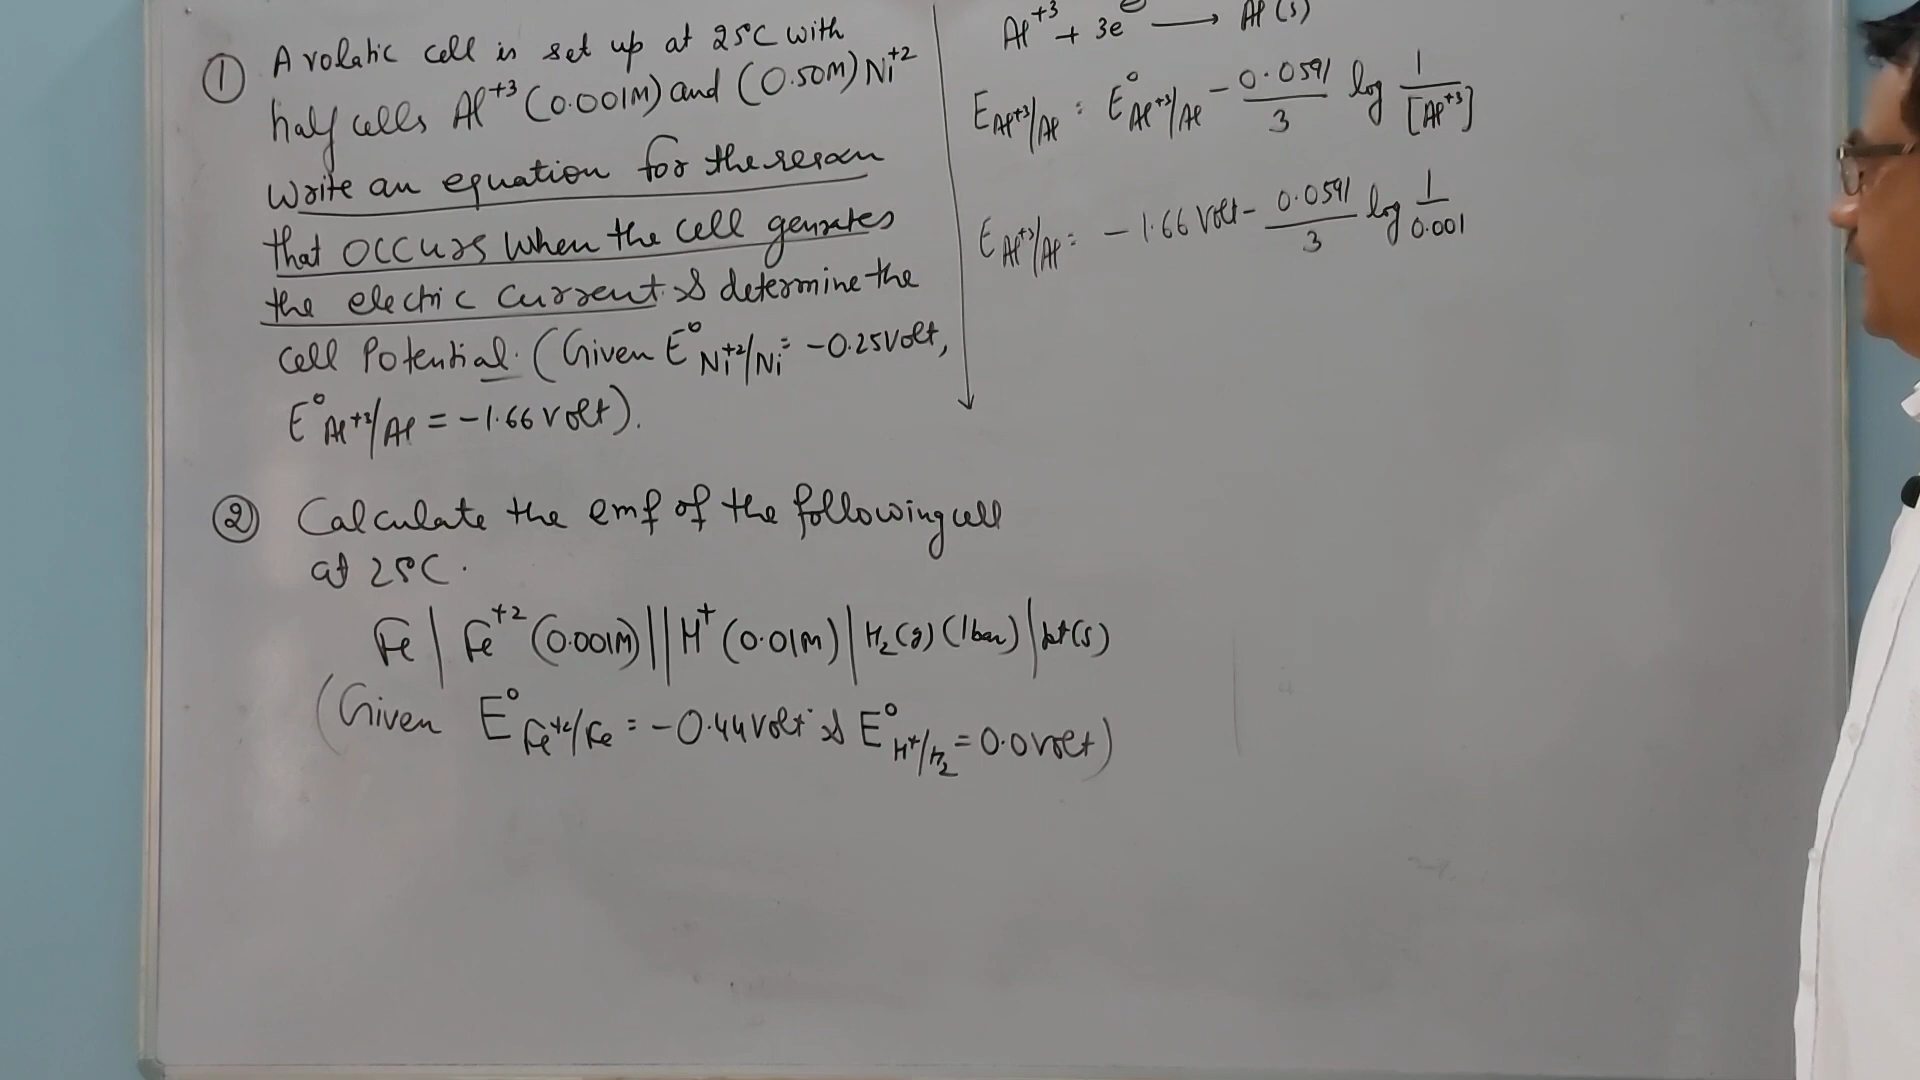 ① A volatic cell is set up at 25°C with
half cells Al⁺³ (0.001M) and (0.50M) Ni⁺²
Write an equation for the
that occurs when the cell genrates
the electric current & determine the
cell Potential. (Given E° Ni⁺²/Ni = -0.25 volt,
E° Al⁺³/Al = -1.66 volt).
② Calculate the emf of the following cell
at 25°C.
Fe | Fe⁺² (0.001M) || H⁺ (0.01M) | H₂(g) (1bar) | pt(s)
(Given E° Fe⁺²/Fe = -0.44 volt & E° H⁺/H₂ = 0.0 volt)
Al⁺³ + 3e⊖ → Al (s)
E Al⁺³/Al = E° Al⁺³/Al - 0.0591/3 log 1/[Al⁺³]
E Al⁺³/Al = -1.66 Volt - 0.0591/3 log 1/0.001